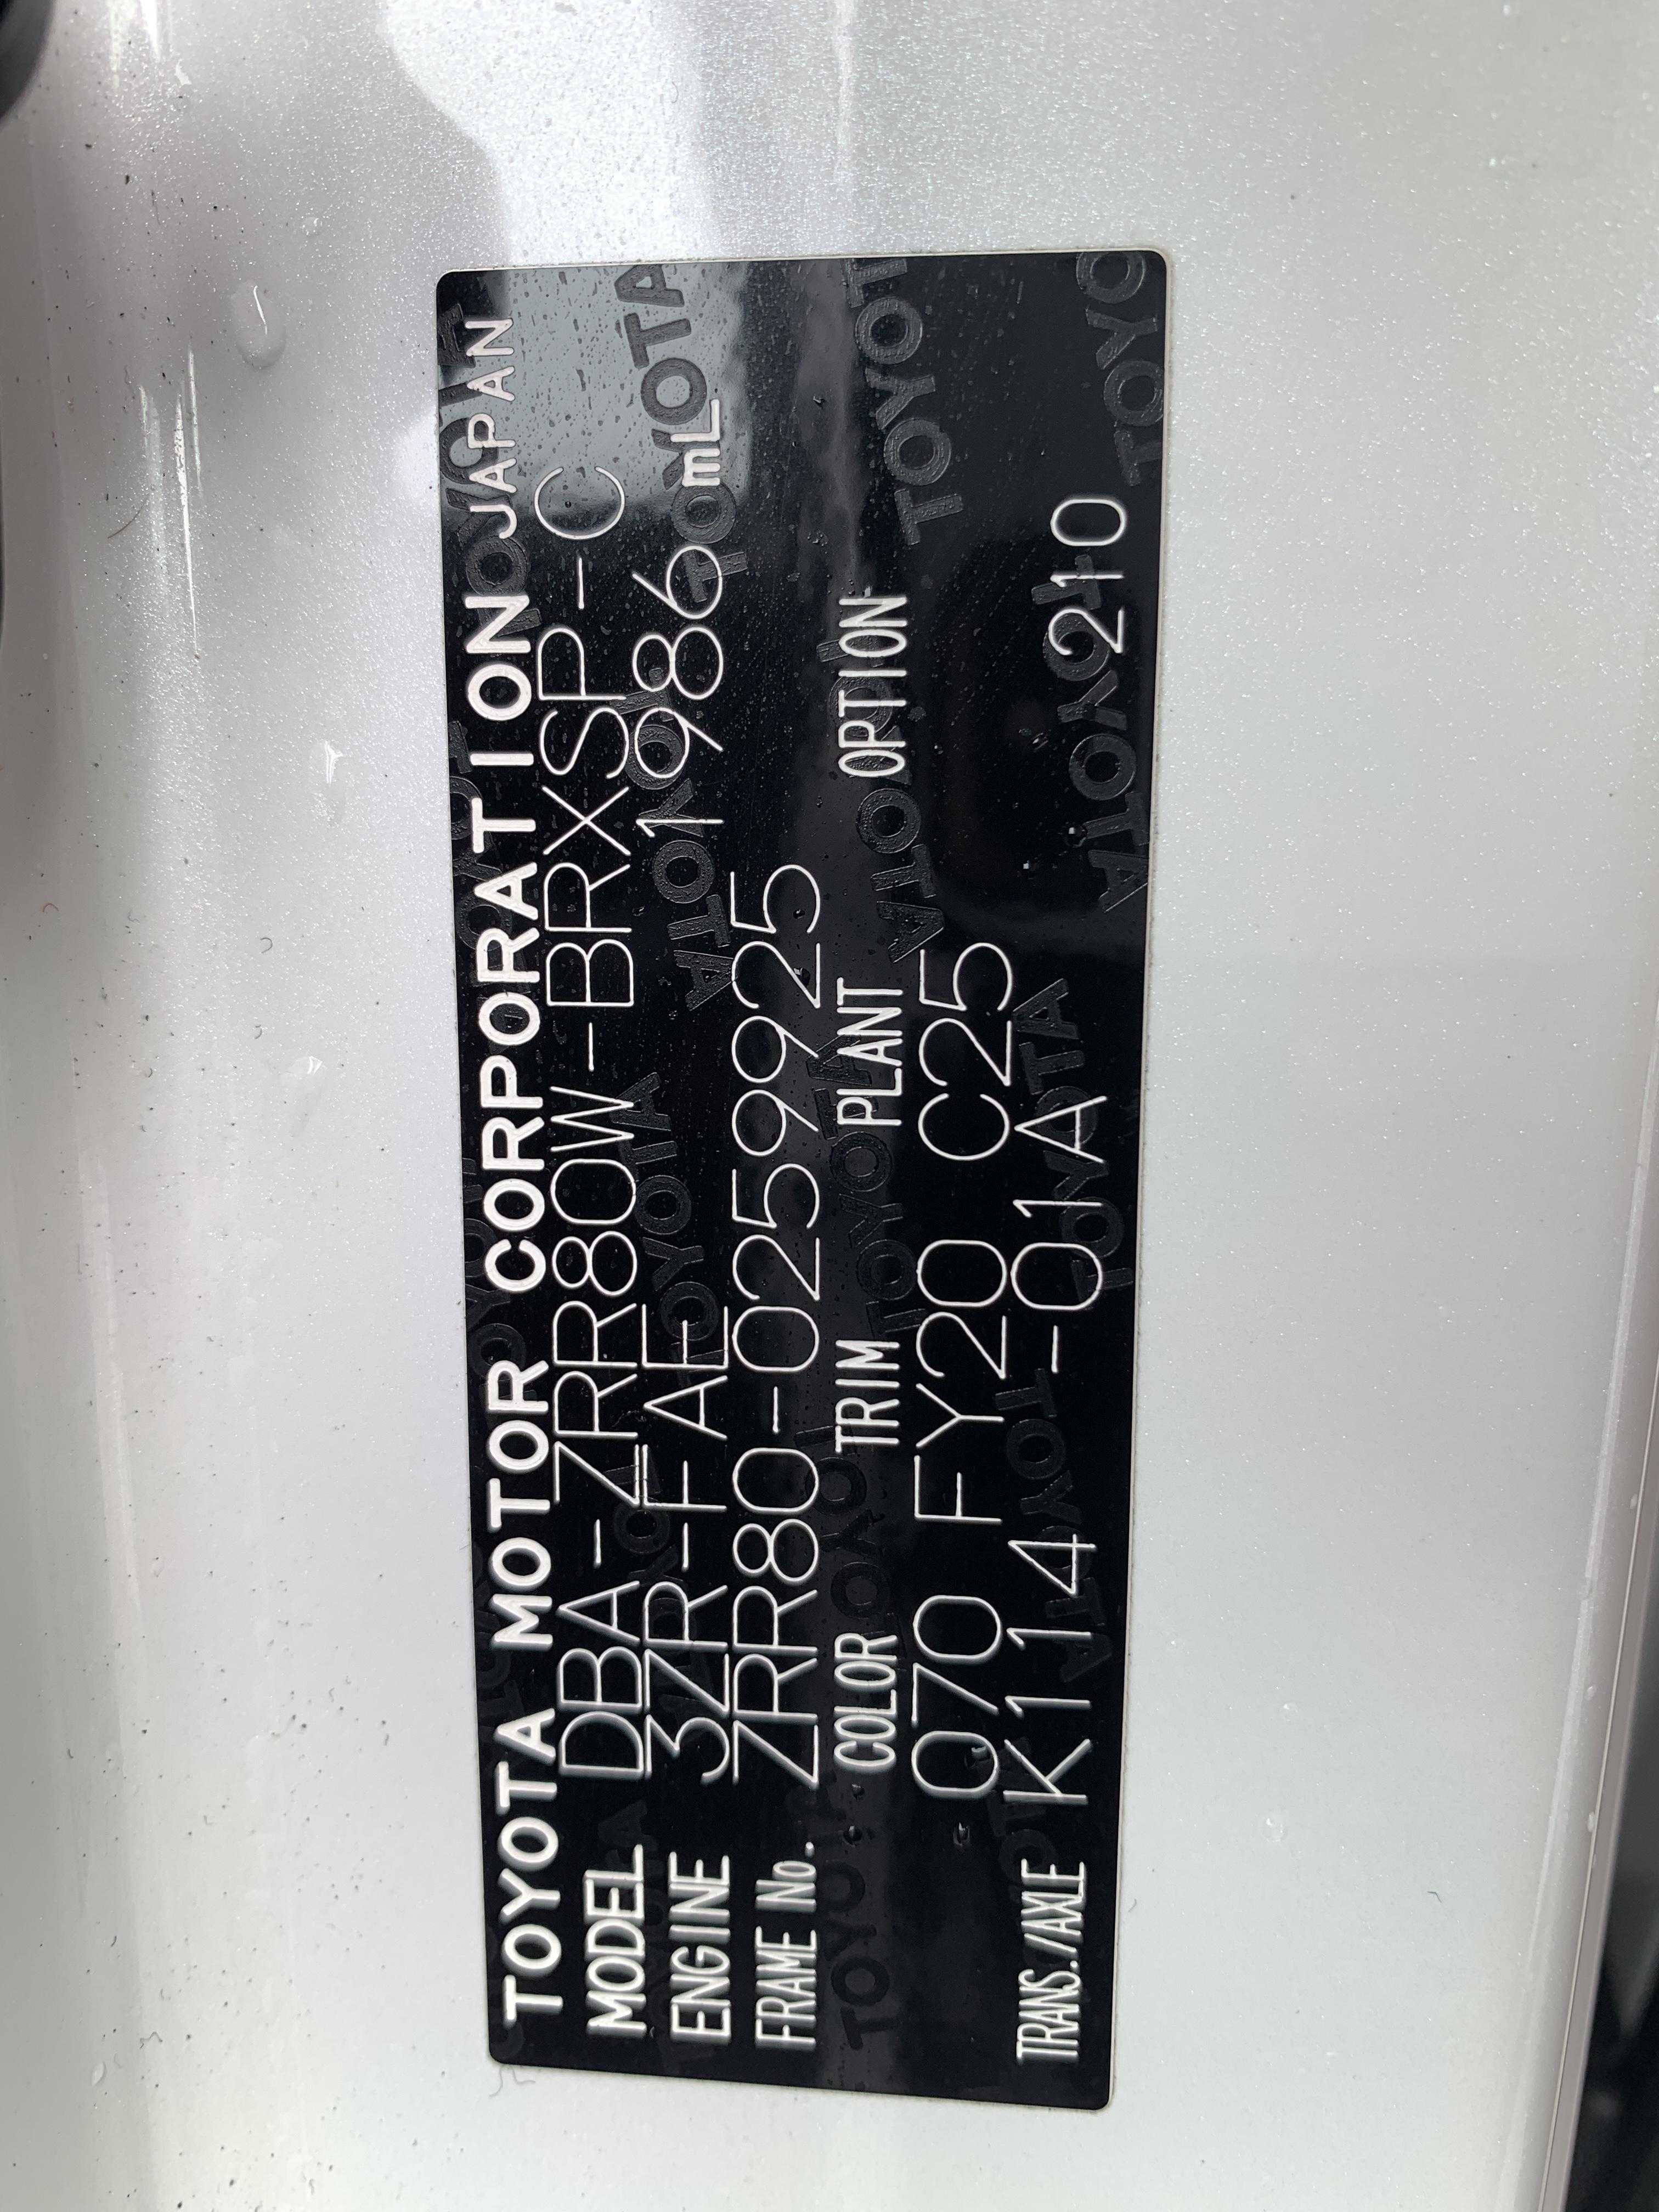 TOYOTA MOTOR CORPORATION JAPAN
MODEL DBA-ZRR80W-BRXSP-C
ENGINE 3ZR-FAE 1986 mL
FRAME No. ZRR80-0259925
COLOR TRIM PLANT OPTION
070 FY20 C25
TRANS./AXLE K114 -01A 210